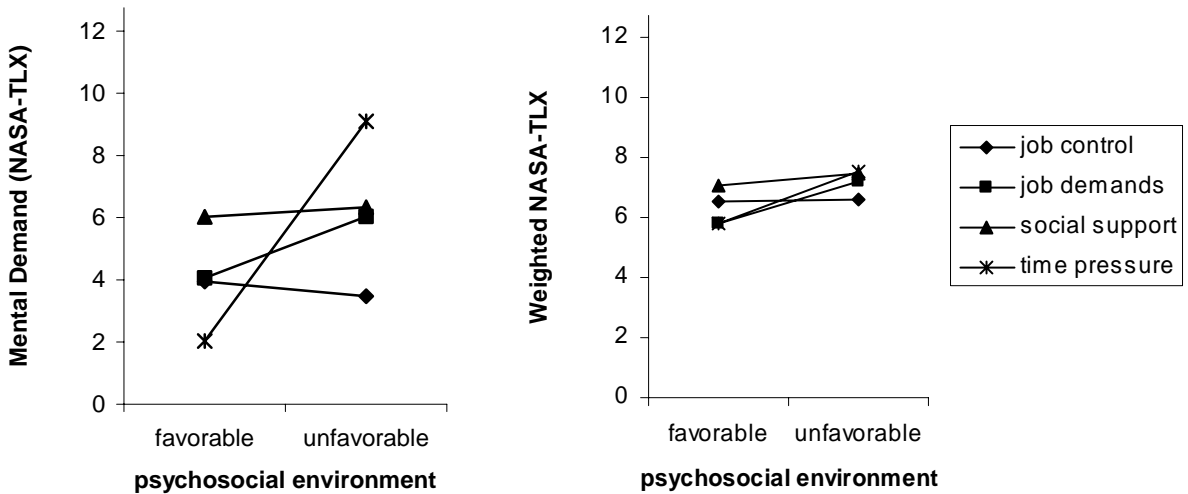 Mental Demand (NASA-TLX)
12
10
8
6
4
2
0
favorable unfavorable
psychosocial environment
Weighted NASA-TLX
12
10
8
6
4
2
0
favorable unfavorable
psychosocial environment
job control
job demands
social support
time pressure